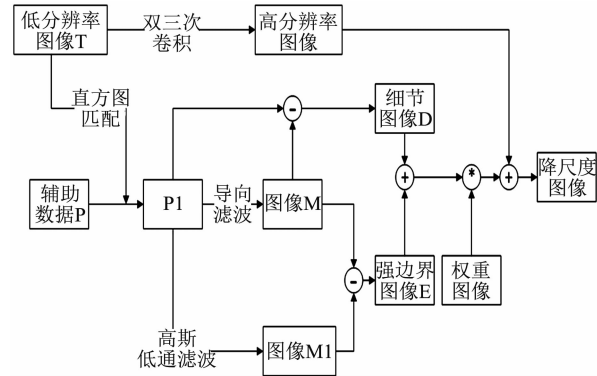 低分辨率
图像T
双三次
卷积
高分辨率
图像
直方图
匹配
-
细节
图像D
辅助
数据P
P1
导向
滤波
图像M
+
*
+
降尺度
图像
-
强边界
图像E
权重
图像
高斯
低通滤波
图像M1